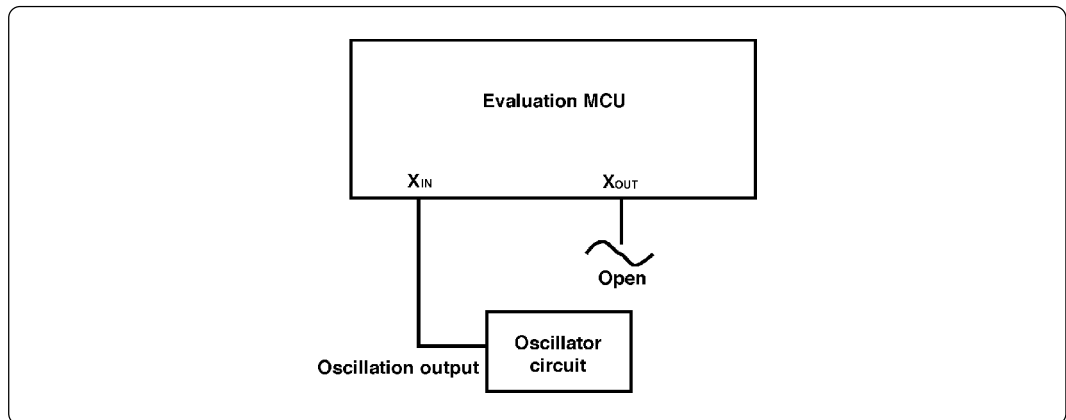 Evaluation MCU
XIN
XOUT
Open
Oscillator
circuit
Oscillation output